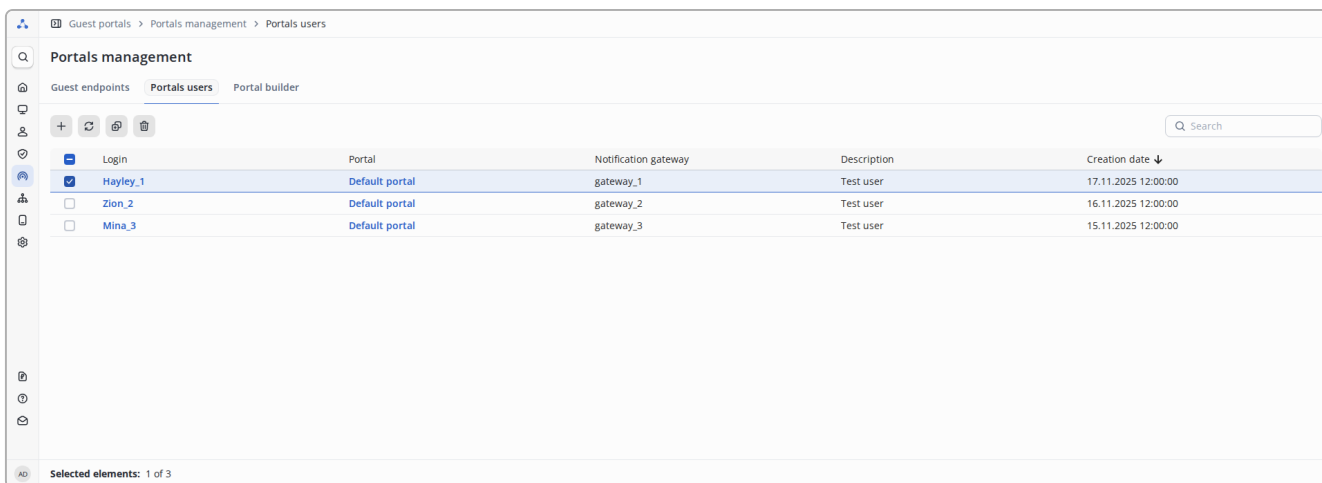 Guest portals > Portals management > Portals users
Portals management
Guest endpoints Portals users Portal builder
Search
Login Portal Notification gateway Description Creation date ↓
Hayley_1 Default portal gateway_1 Test user 17.11.2025 12:00:00
Zion_2 Default portal gateway_2 Test user 16.11.2025 12:00:00
Mina_3 Default portal gateway_3 Test user 15.11.2025 12:00:00
AD Selected elements: 1 of 3